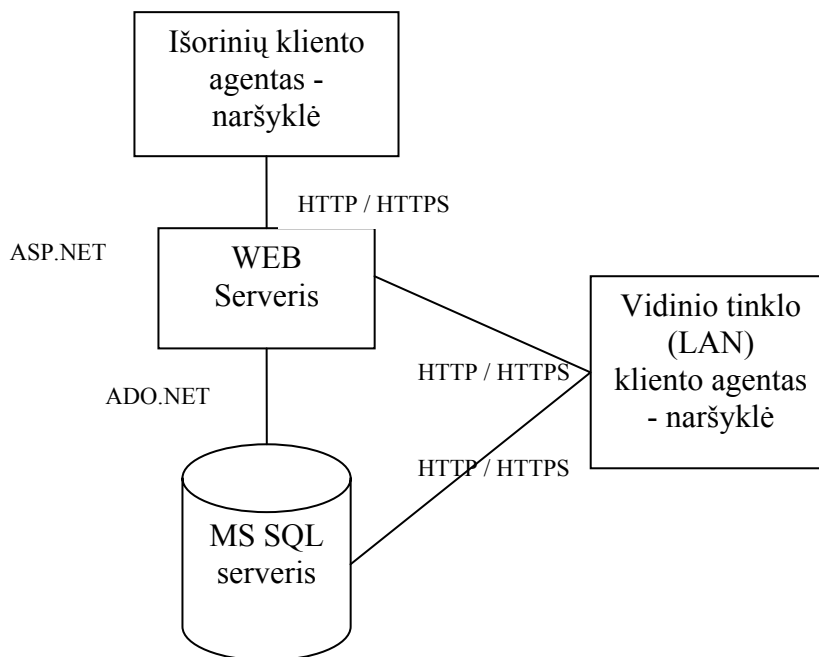 Išorinių kliento
agentas -
naršyklė
HTTP / HTTPS
ASP.NET
WEB
Serveris
Vidinio tinklo
(LAN)
kliento agentas
- naršyklė
HTTP / HTTPS
ADO.NET
HTTP / HTTPS
MS SQL
serveris